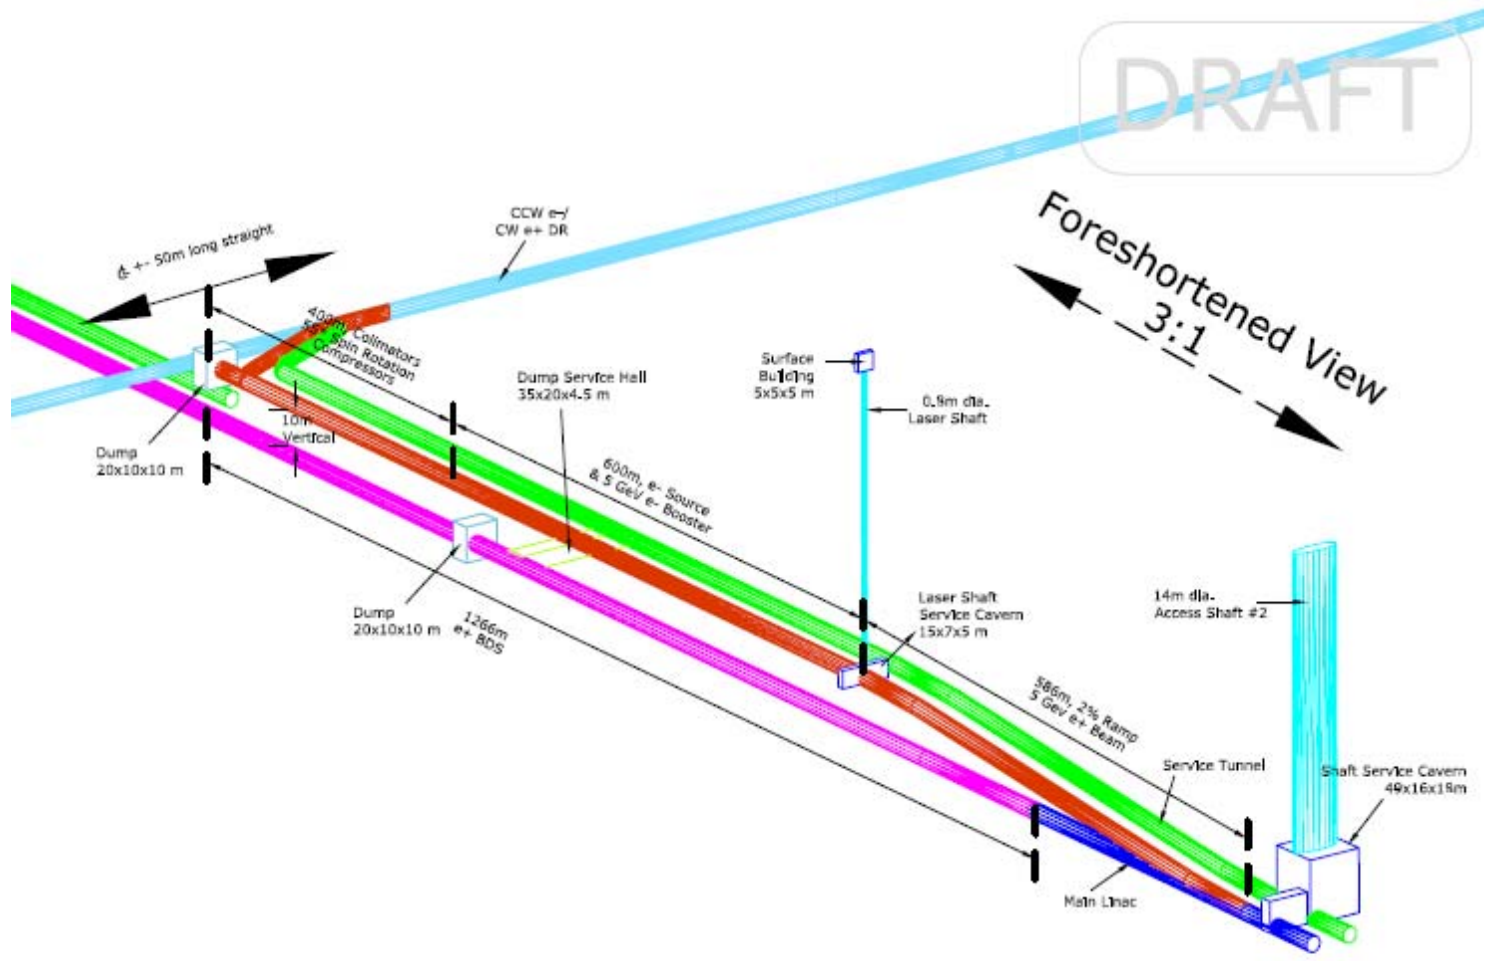 DRAFT
Foreshortened View
3:1
CCW e-/
CW e+ DR
+- 50m long straight
400m, Collmators
Spin Rotation
Compressors
Dump Service Hall
35x20x4.5 m
Surface
Building
5x5x5 m
0.9m dia.
Laser Shaft
10m
Vertical
Dump
20x10x10 m
600m, e- Source
& 5 GeV e- Booster
Dump
20x10x10 m
1266m
e+ BDS
Laser Shaft
Service Cavern
15x7x5 m
14m dia.
Access Shaft #2
586m, 2% Ramp
5 Gev e+ Beam
Service Tunnel
Shaft Service Cavern
49x16x18m
Main Linac